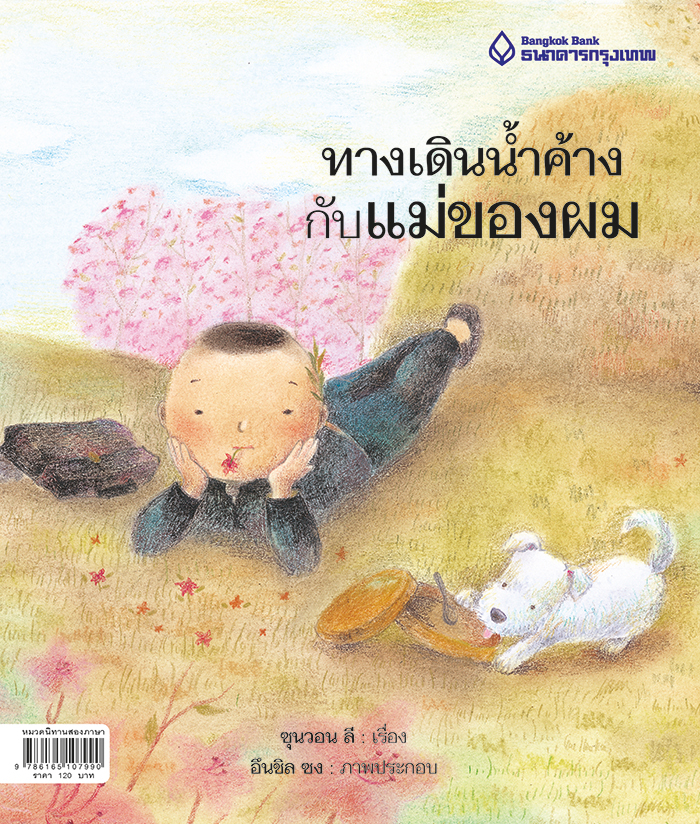 Bangkok Bank
ธนาคารกรุงเทพ
ทางเดินน้ำค้าง
กับแม่ของผม
ซุนวอน ลี : เรื่อง
อึนชิล ซง : ภาพประกอบ
หมวดนิทานสองภาษา
9 786165 107990
ราคา 120 บาท